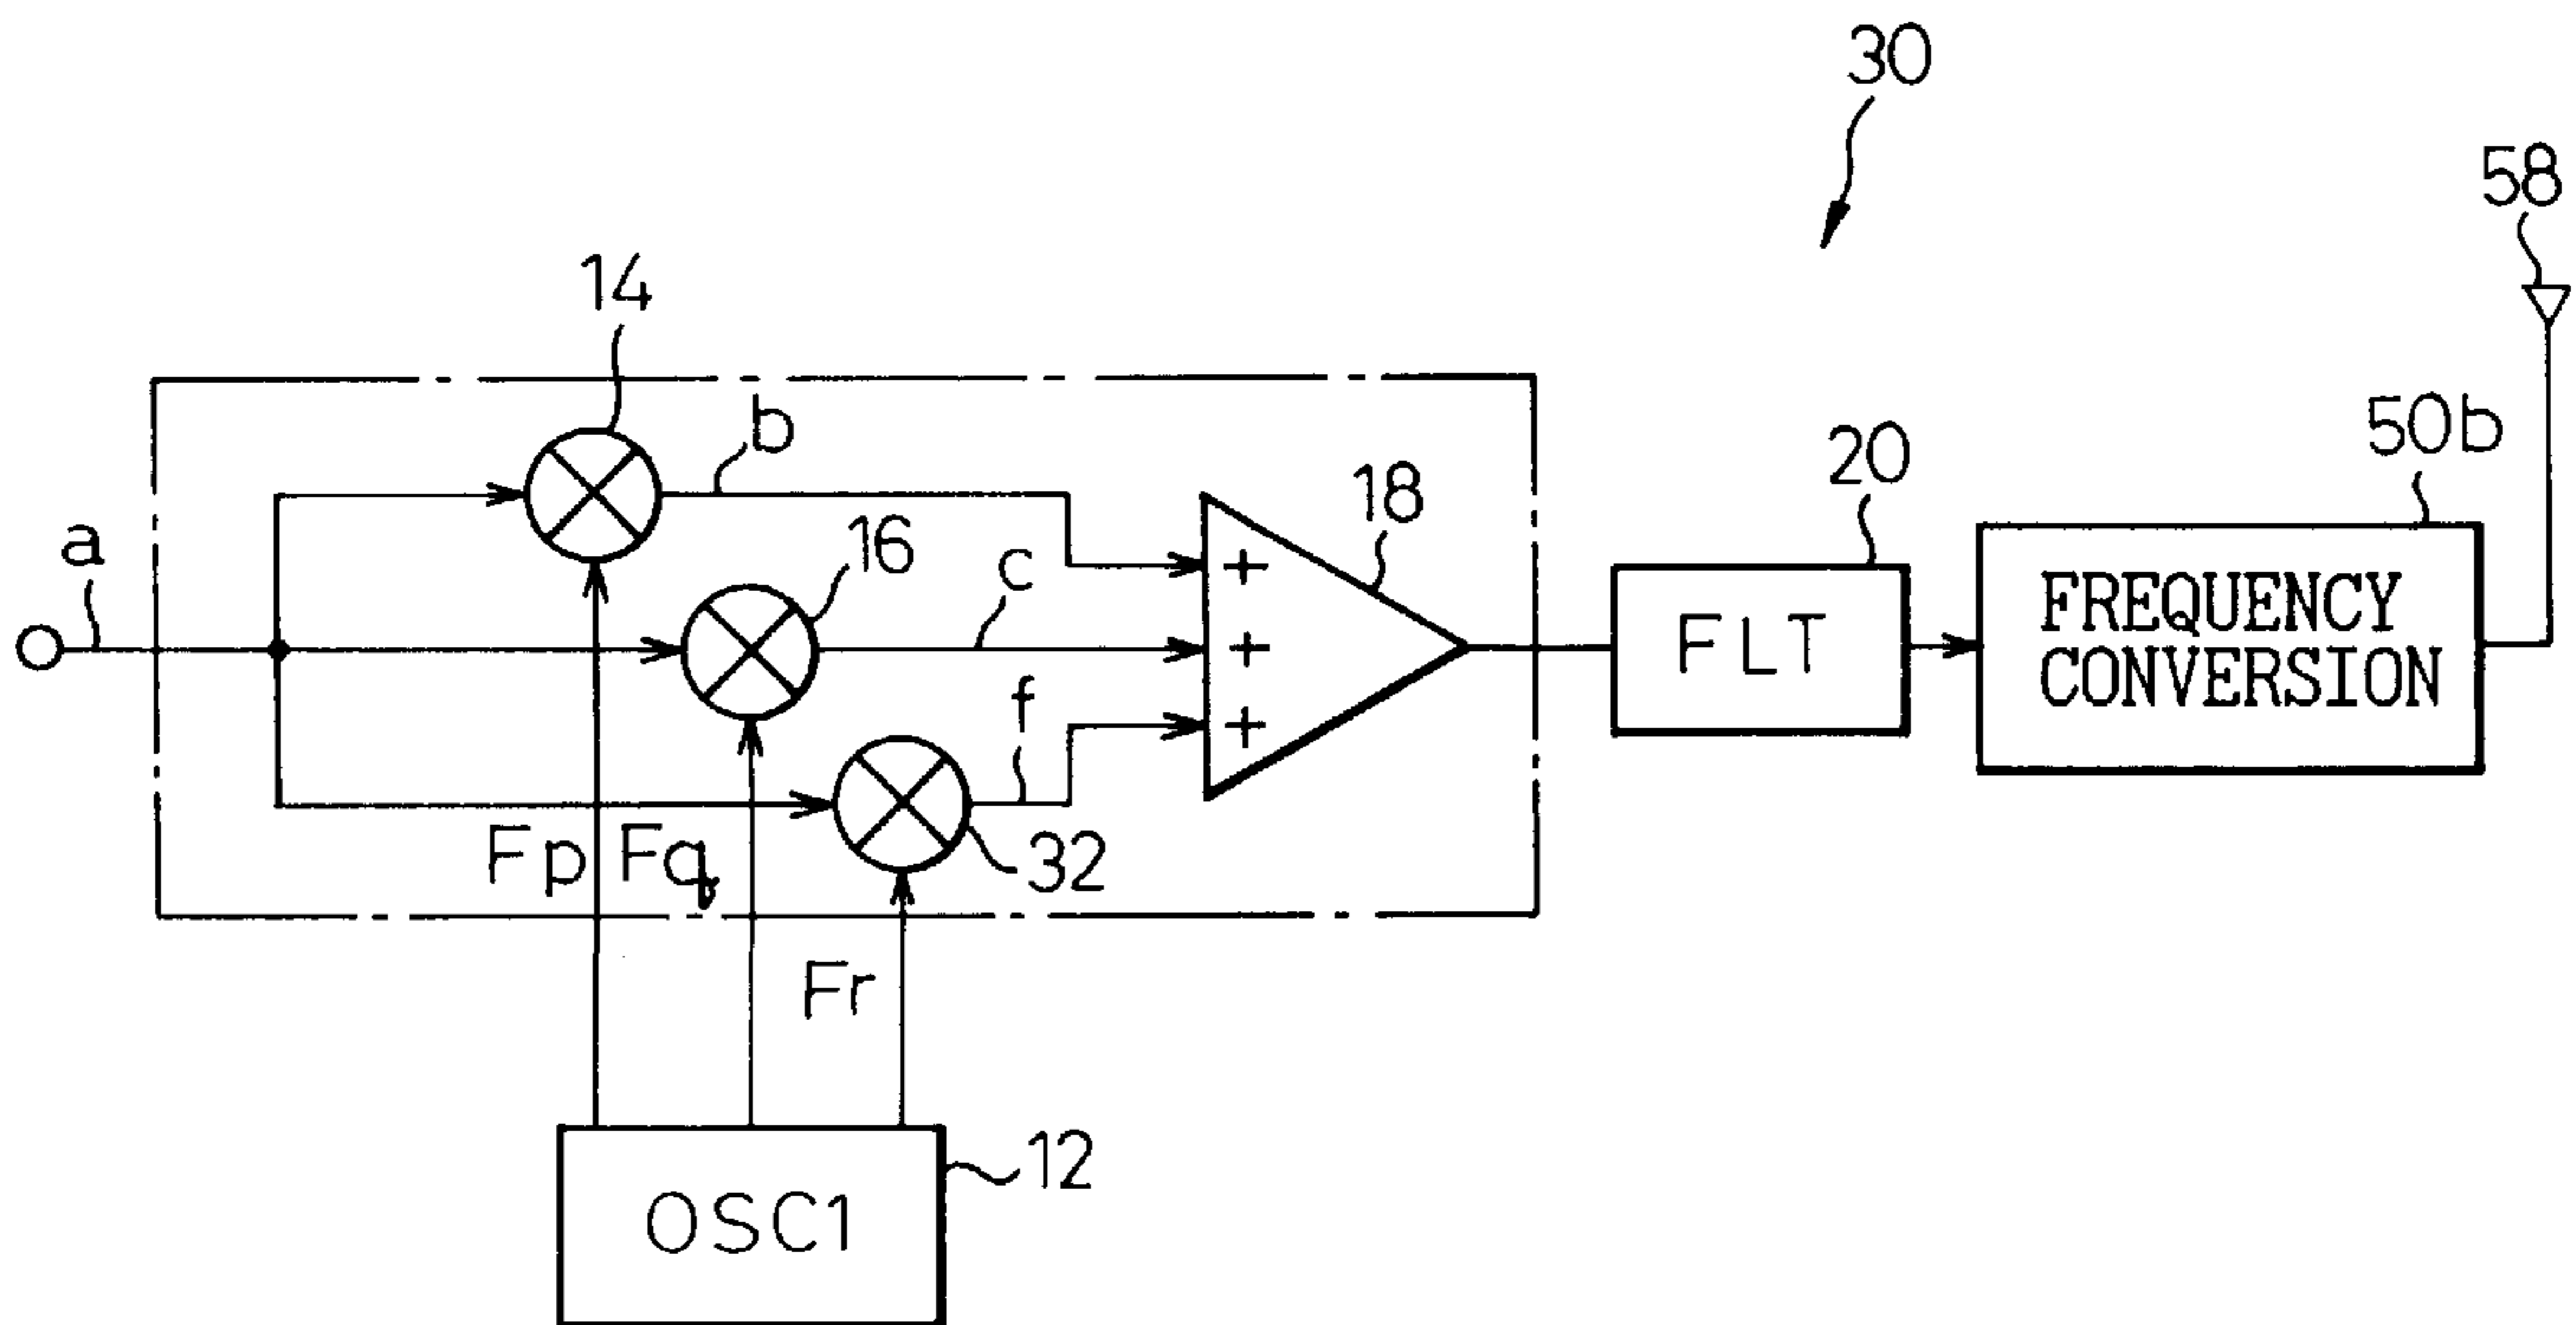 30
58
14
b
50b
20
18
a
16
c
FLT
FREQUENCY
CONVERSION
f
Fp
Fq
32
Fr
12
OSC1
+
+
+